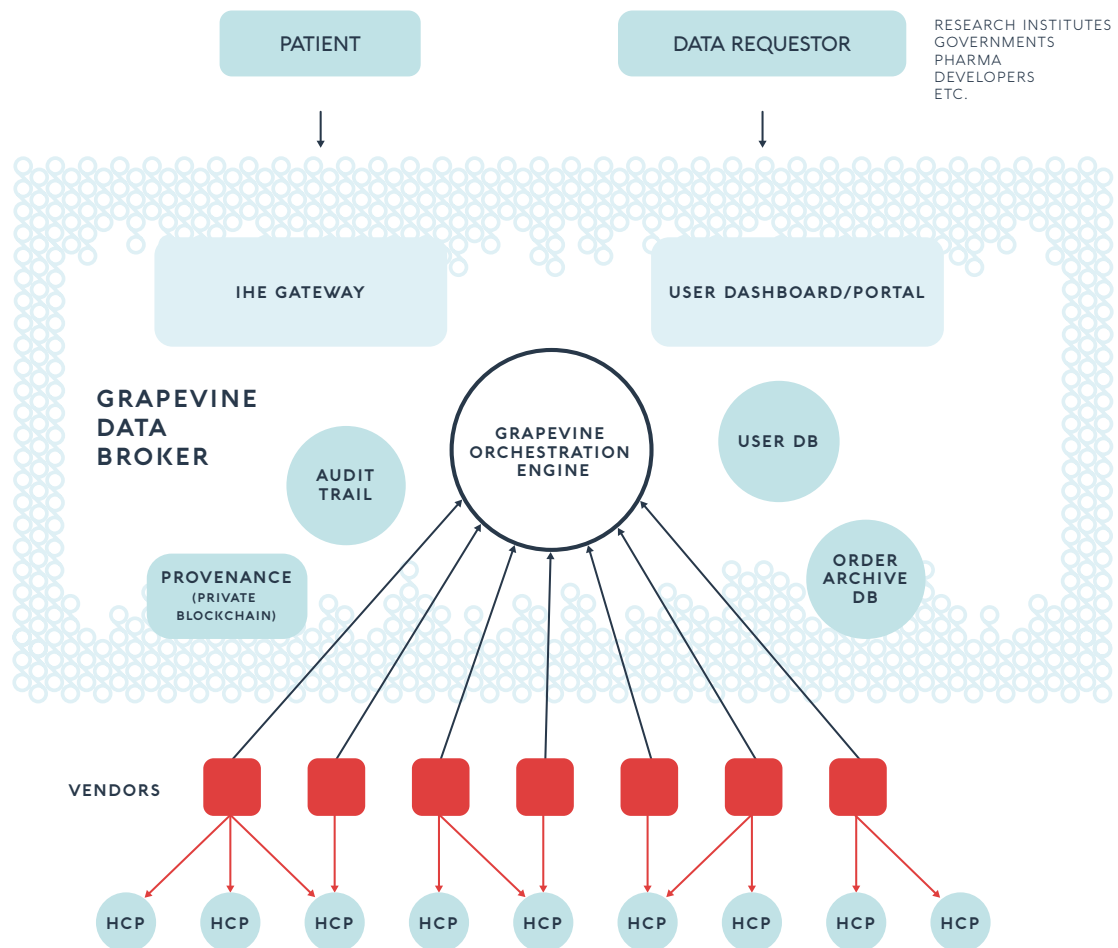 PATIENT
DATA REQUESTOR
RESEARCH INSTITUTES
GOVERNMENTS
PHARMA
DEVELOPERS
ETC.
IHE GATEWAY
USER DASHBOARD/PORTAL
GRAPEVINE
DATA
BROKER
GRAPEVINE
ORCHESTRATION
ENGINE
USER DB
AUDIT
TRAIL
ORDER
ARCHIVE
DB
PROVENANCE
(PRIVATE
BLOCKCHAIN)
VENDORS
HCP
HCP
HCP
HCP
HCP
HCP
HCP
HCP
HCP